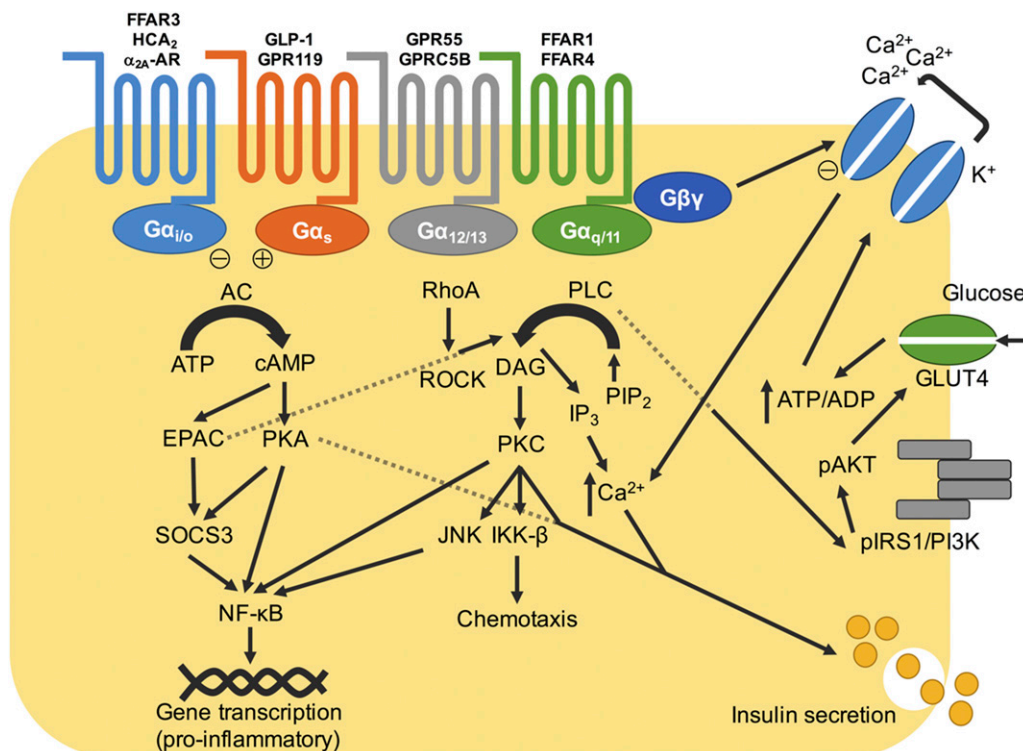 FFAR3
HCA₂
α₂A-AR
GLP-1
GPR119
GPR55
GPRC5B
FFAR1
FFAR4
Ca²⁺
Ca²⁺
Ca²⁺
K⁺
Gαi/o
Gαs
Gα12/13
Gαq/11
Gβγ
−
+
−
AC
ATP
cAMP
RhoA
ROCK
PLC
DAG
PIP₂
IP₃
Glucose
GLUT4
ATP/ADP
EPAC
PKA
PKC
Ca²⁺
pAKT
SOCS3
JNK
IKK-β
pIRS1/PI3K
NF-κB
Chemotaxis
Gene transcription
(pro-inflammatory)
Insulin secretion